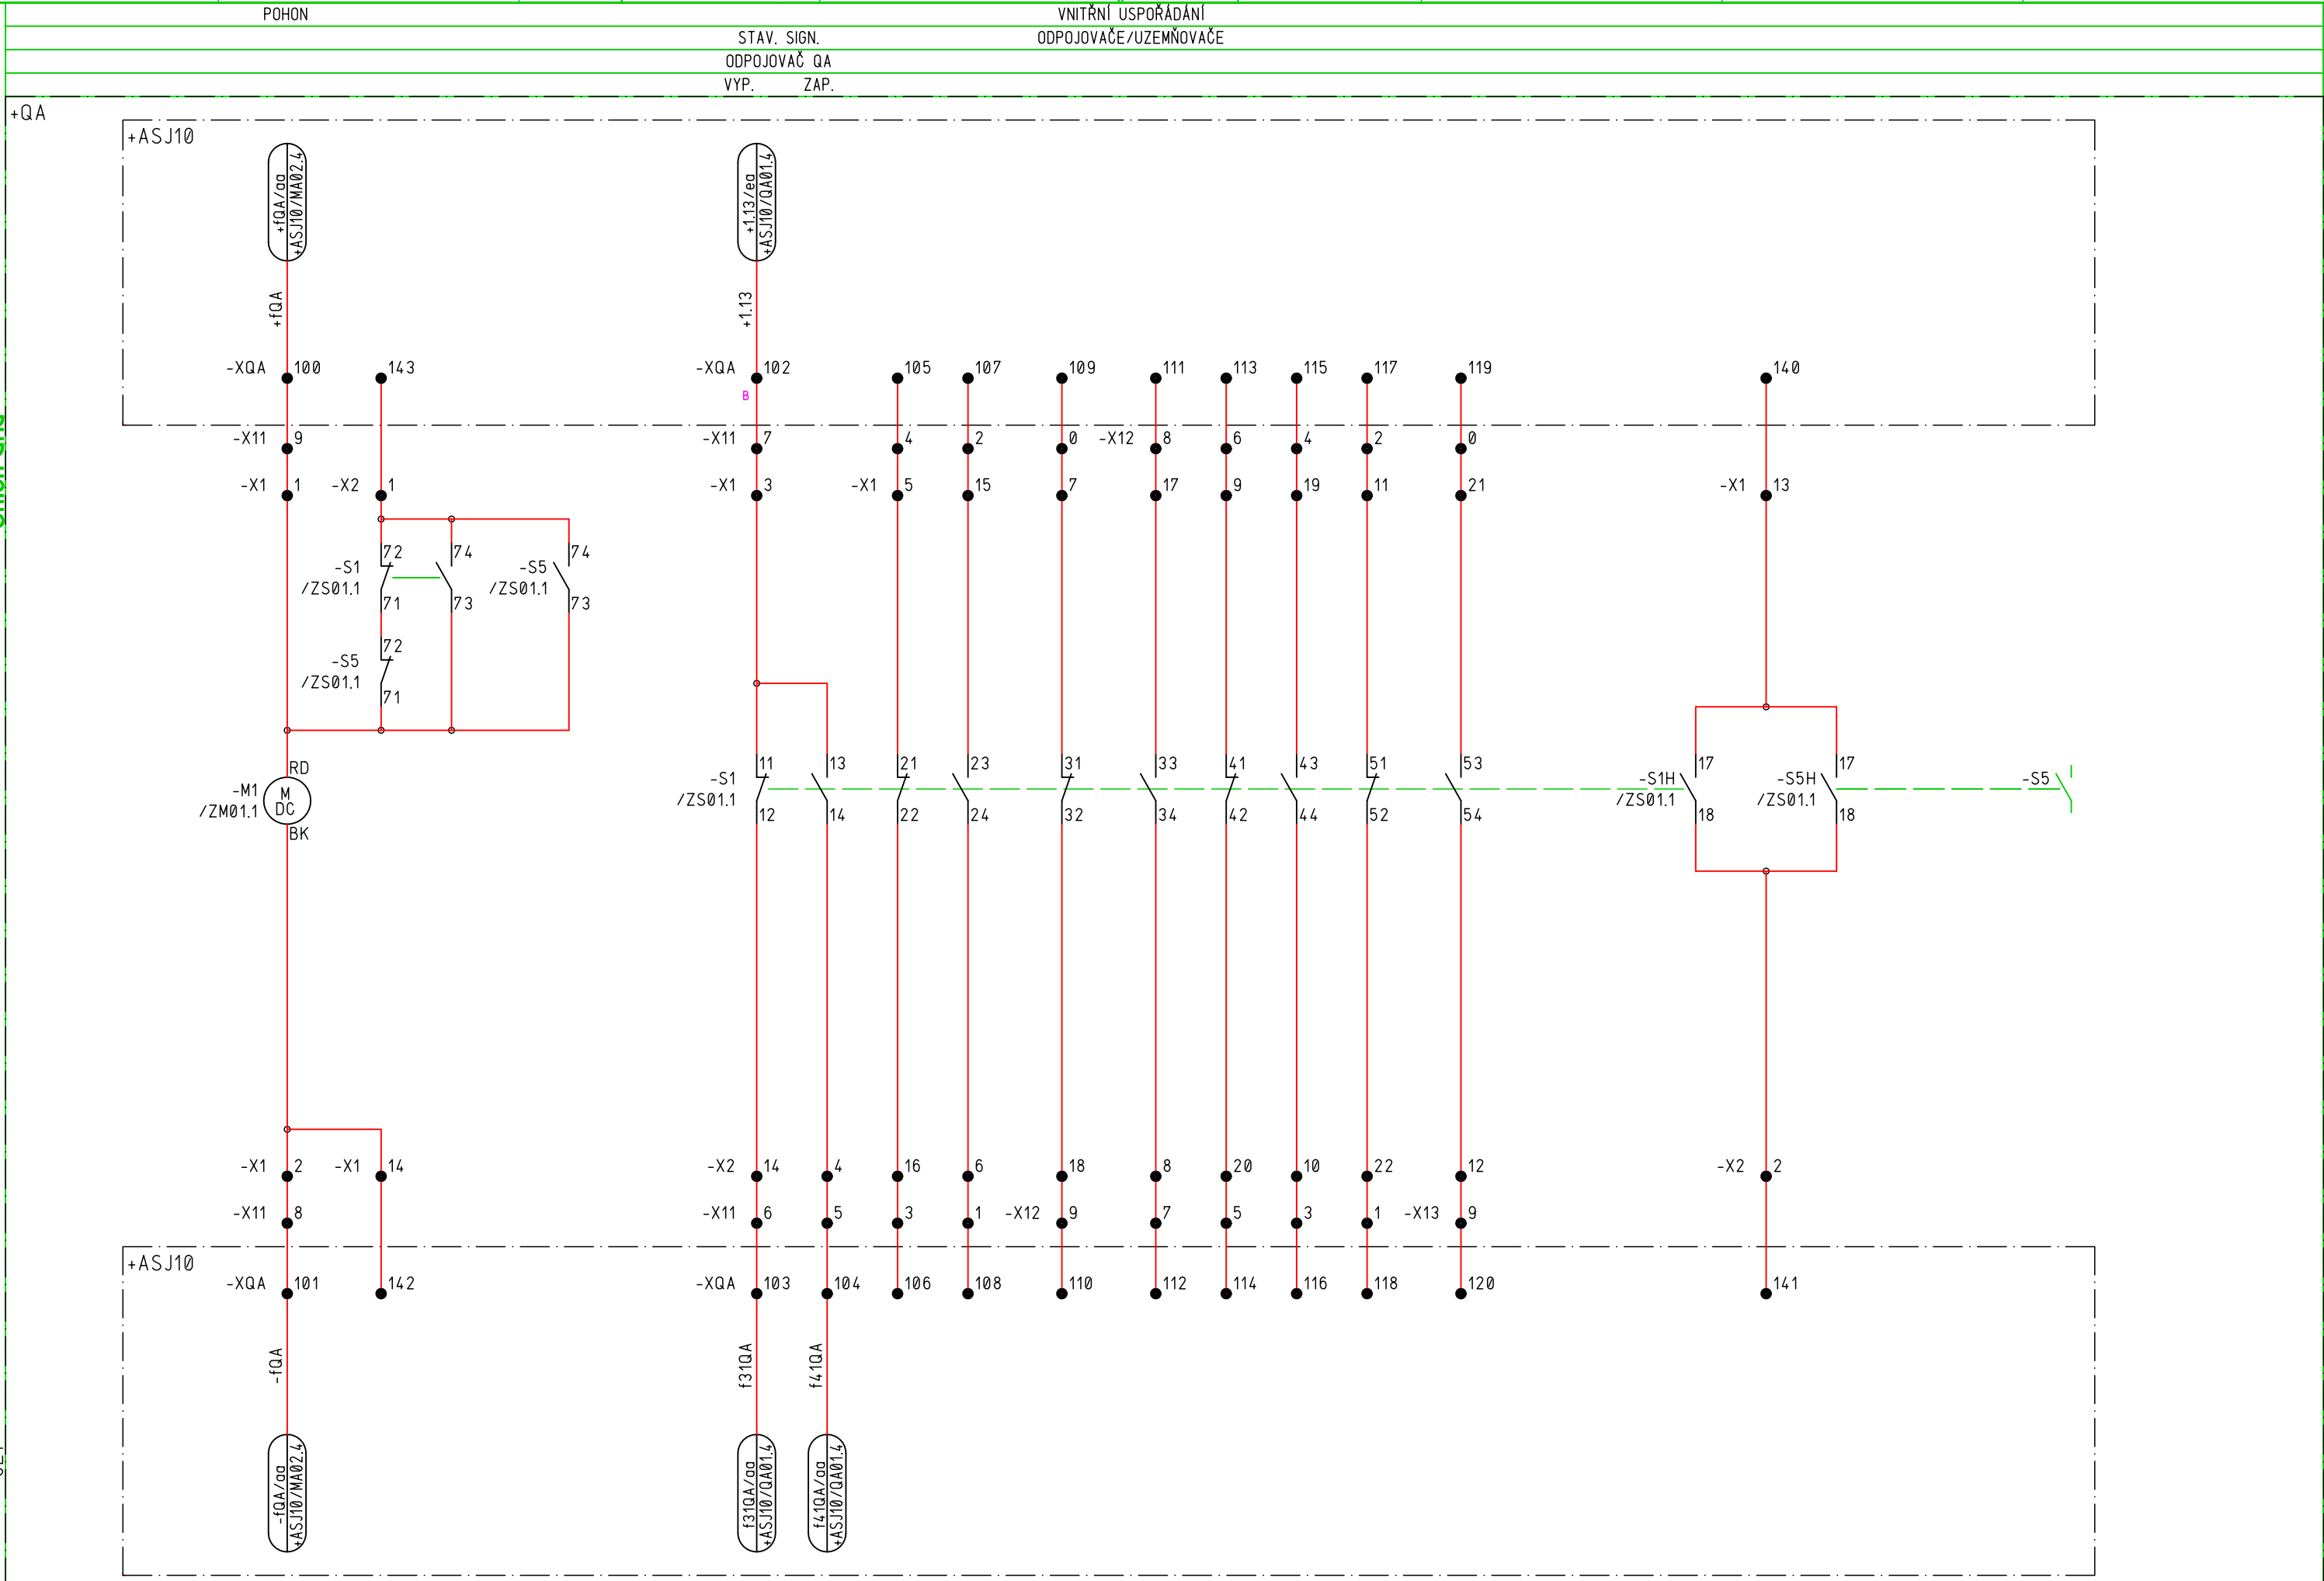 POHON VNITŘNÍ USPOŘÁDÁNÍ
STAV. SIGN. ODPOJOVAČE/UZEMŇOVAČE
ODPOJOVAČ QA
VYP. ZAP.
+QA
+ASJ10
+fQA/aa
+ASJ10/MA02.4
+1.13/ea
+ASJ10/QA01.4
+fQA
+1.13
-XQA 100 143 -XQA 102 105 107 109 111 113 115 117 119 140
B
-X11 9 -X11 7 4 2 0 -X12 8 6 4 2 0
-X1 1 -X2 1 -X1 3 -X1 5 15 7 17 9 19 11 21 -X1 13
72 74 74
-S1 -S5
/ZS01.1 /ZS01.1
71 73 73
72
-S5
/ZS01.1
71
RD 11 13 21 23 31 33 41 43 51 53 17 17
-M1 M -S1 -S1H -S5H -S5
/ZM01.1 DC /ZS01.1 /ZS01.1 /ZS01.1
BK 12 14 22 24 32 34 42 44 52 54 18 18
-X1 2 -X1 14 -X2 14 4 16 6 18 8 20 10 22 12 -X2 2
-X11 8 -X11 6 5 3 1 -X12 9 7 5 3 1 -X13 9
+ASJ10
-XQA 101 142 -XQA 103 104 106 108 110 112 114 116 118 120 141
-fQA
f31QA
f41QA
-fQA/aa
+ASJ10/MA02.4
f31QA/aa
+ASJ10/QA01.4
f41QA/aa
+ASJ10/QA01.4